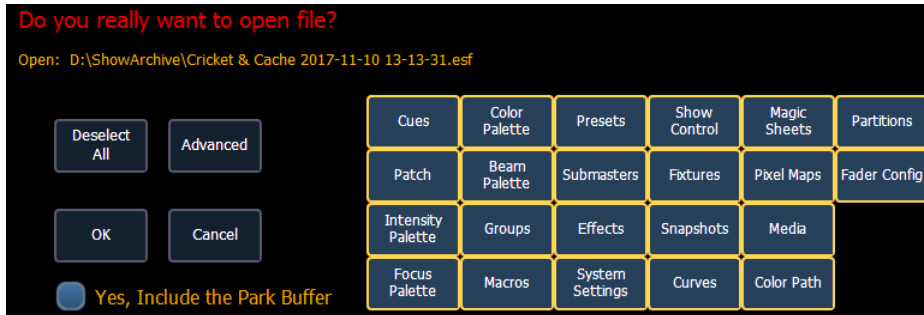 Do you really want to open file?
Open: D:\ShowArchive\Cricket & Cache 2017-11-10 13-13-31.esf
Deselect
All
Advanced
OK
Cancel
Yes, Include the Park Buffer
Cues
Color
Palette
Presets
Show
Control
Magic
Sheets
Partitions
Patch
Beam
Palette
Submasters
Fixtures
Pixel Maps
Fader Config
Intensity
Palette
Groups
Effects
Snapshots
Media
Focus
Palette
Macros
System
Settings
Curves
Color Path